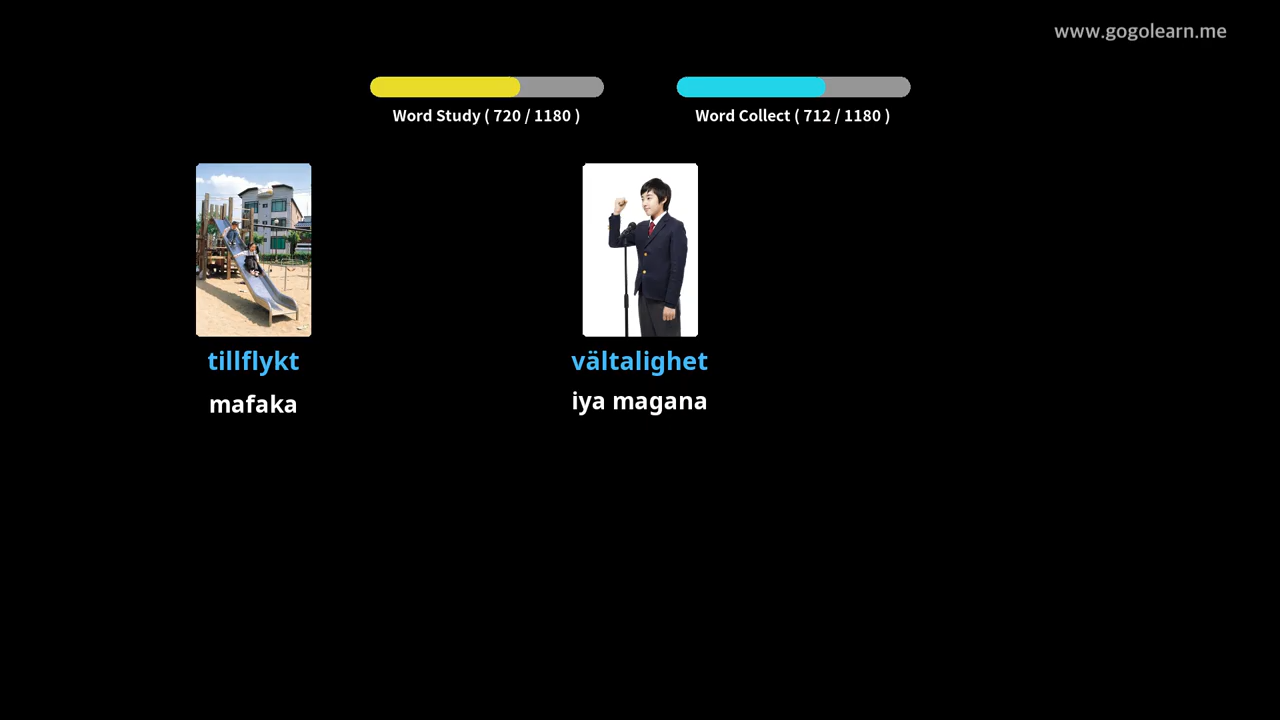 www.gogolearn.me
Word Study ( 720 / 1180 )
Word Collect ( 712 / 1180 )
tillflykt
mafaka
vältalighet
iya magana